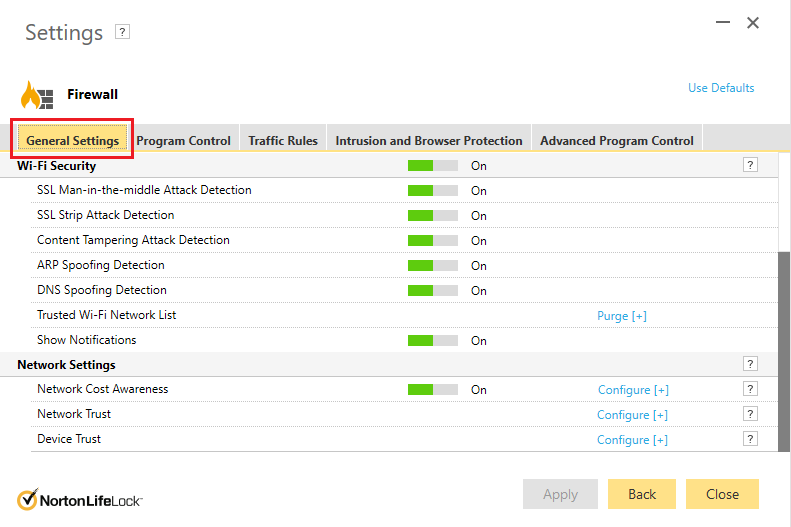 Settings ?
Firewall
Use Defaults
General Settings Program Control Traffic Rules Intrusion and Browser Protection Advanced Program Control
Wi-Fi Security On ?
SSL Man-in-the-middle Attack Detection On
SSL Strip Attack Detection On
Content Tampering Attack Detection On
ARP Spoofing Detection On
DNS Spoofing Detection On
Trusted Wi-Fi Network List Purge [+]
Show Notifications On
Network Settings ?
Network Cost Awareness On Configure [+] ?
Network Trust Configure [+] ?
Device Trust Configure [+] ?
NortonLifeLock Apply Back Close